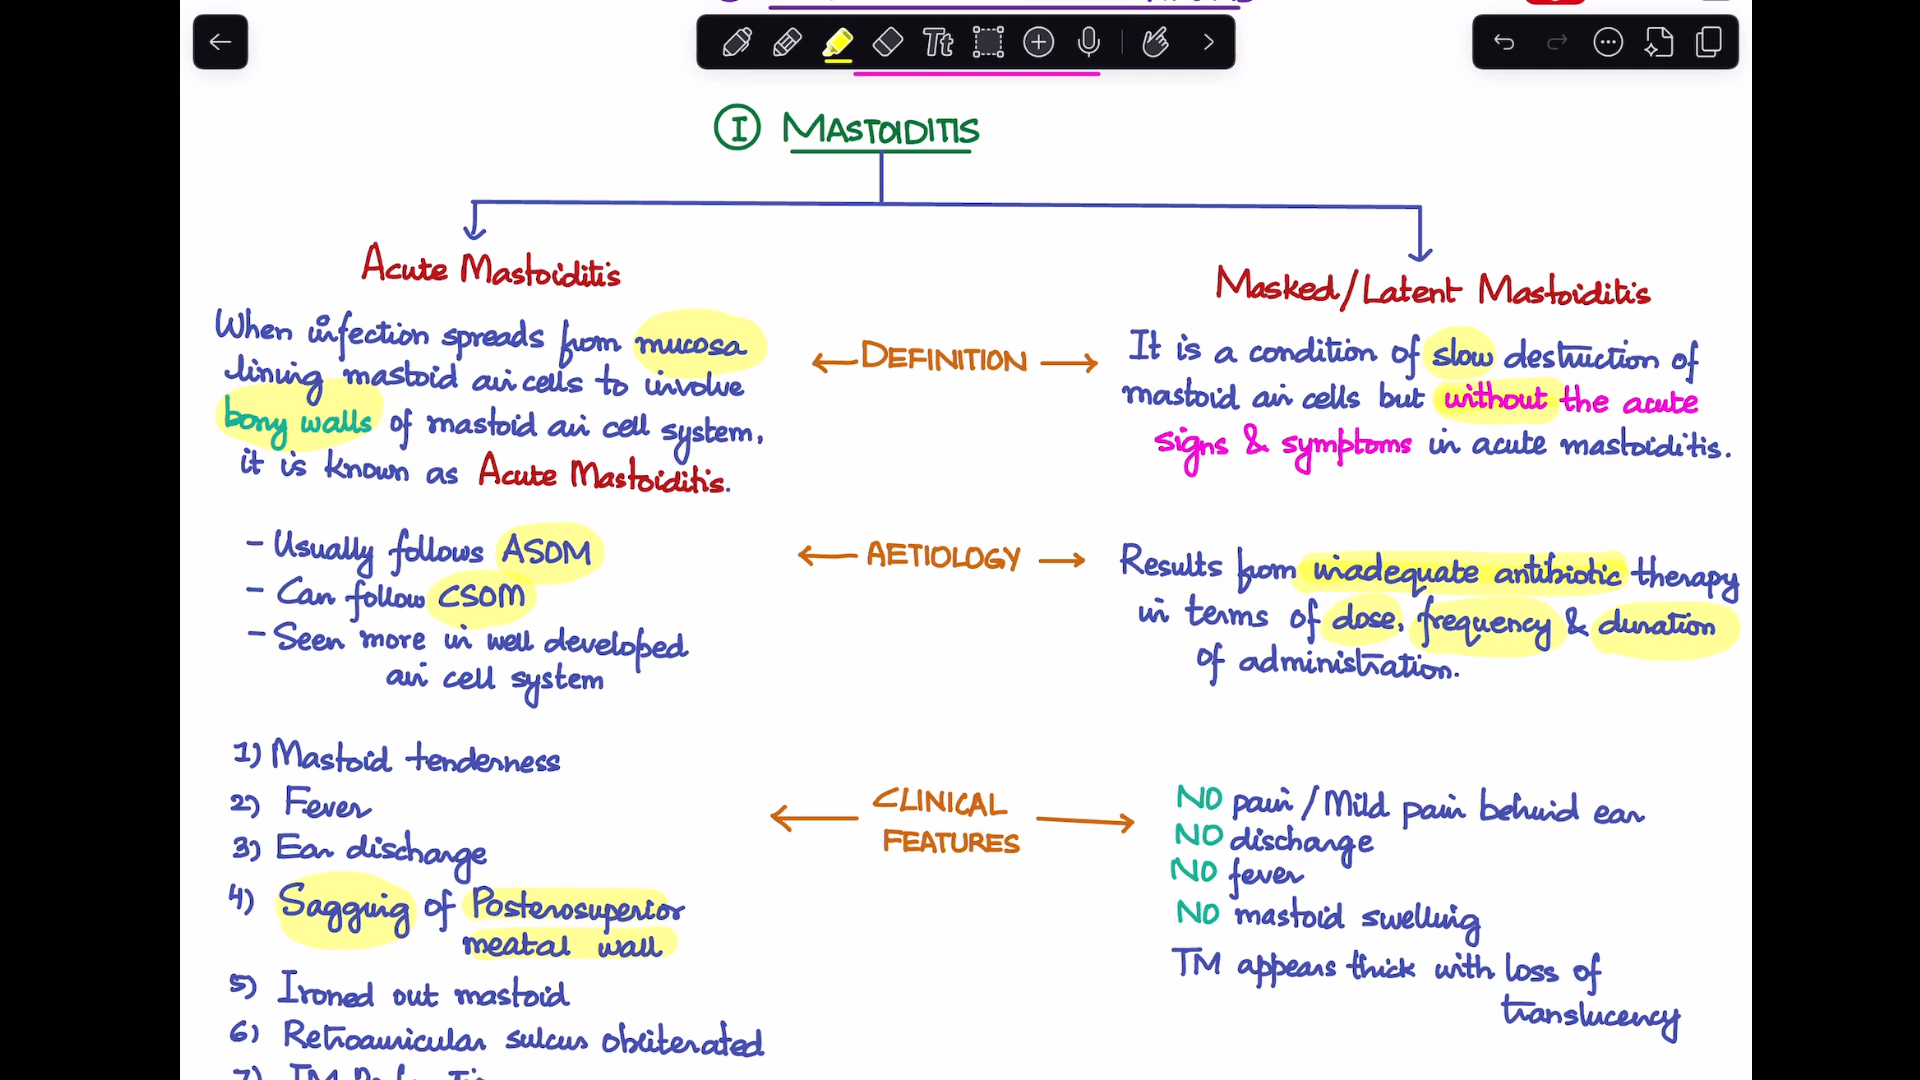 I MASTOIDITIS
Acute Mastoiditis
When infection spreads from mucosa
lining mastoid air cells to involve
bony walls of mastoid air cell system,
it is known as Acute Mastoiditis.
Masked/Latent Mastoiditis
← DEFINITION →
It is a condition of slow destruction of
mastoid air cells but without the acute
signs & symptoms in acute mastoiditis.
- Usually follows ASOM
- Can follow CSOM
- Seen more in well developed
air cell system
← AETIOLOGY →
Results from inadequate antibiotic therapy
in terms of dose, frequency & duration
of administration.
1) Mastoid tenderness
2) Fever
3) Ear discharge
4) Sagging of Posterosuperior
meatal wall
5) Ironed out mastoid
6) Retroauricular sulcus obliterated
7) TM
← CLINICAL
FEATURES →
NO pain / Mild pain behind ear
NO discharge
NO fever
NO mastoid swelling
TM appears thick with loss of
translucency
Tt